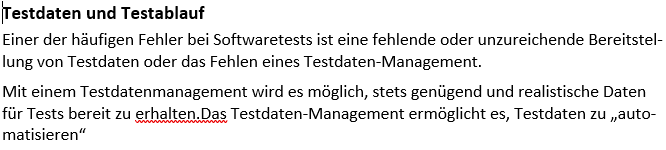 Testdaten und Testablauf
Einer der häufigen Fehler bei Softwaretests ist eine fehlende oder unzureichende Bereitstel-
lung von Testdaten oder das Fehlen eines Testdaten-Management.
Mit einem Testdatenmanagement wird es möglich, stets genügend und realistische Daten
für Tests bereit zu erhalten.Das Testdaten-Management ermöglicht es, Testdaten zu „auto-
matisieren“